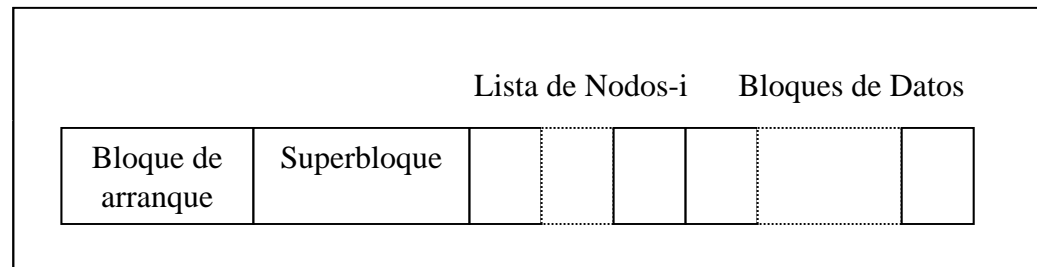 Lista de Nodos-i Bloques de Datos
Bloque de arranque
Superbloque